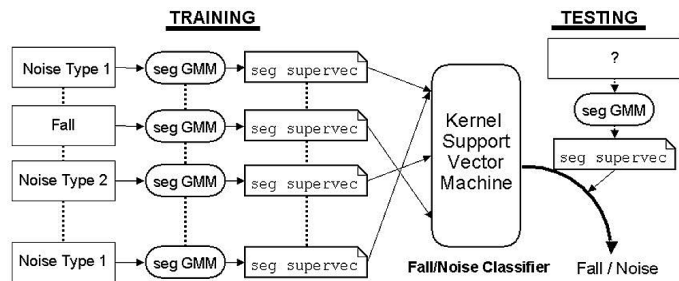 TRAINING
TESTING
Noise Type 1
seg GMM
seg supervec
Fall
seg GMM
seg supervec
Noise Type 2
seg GMM
seg supervec
Noise Type 1
seg GMM
seg supervec
Kernel
Support
Vector
Machine
Fall/Noise Classifier
?
seg GMM
seg supervec
Fall / Noise